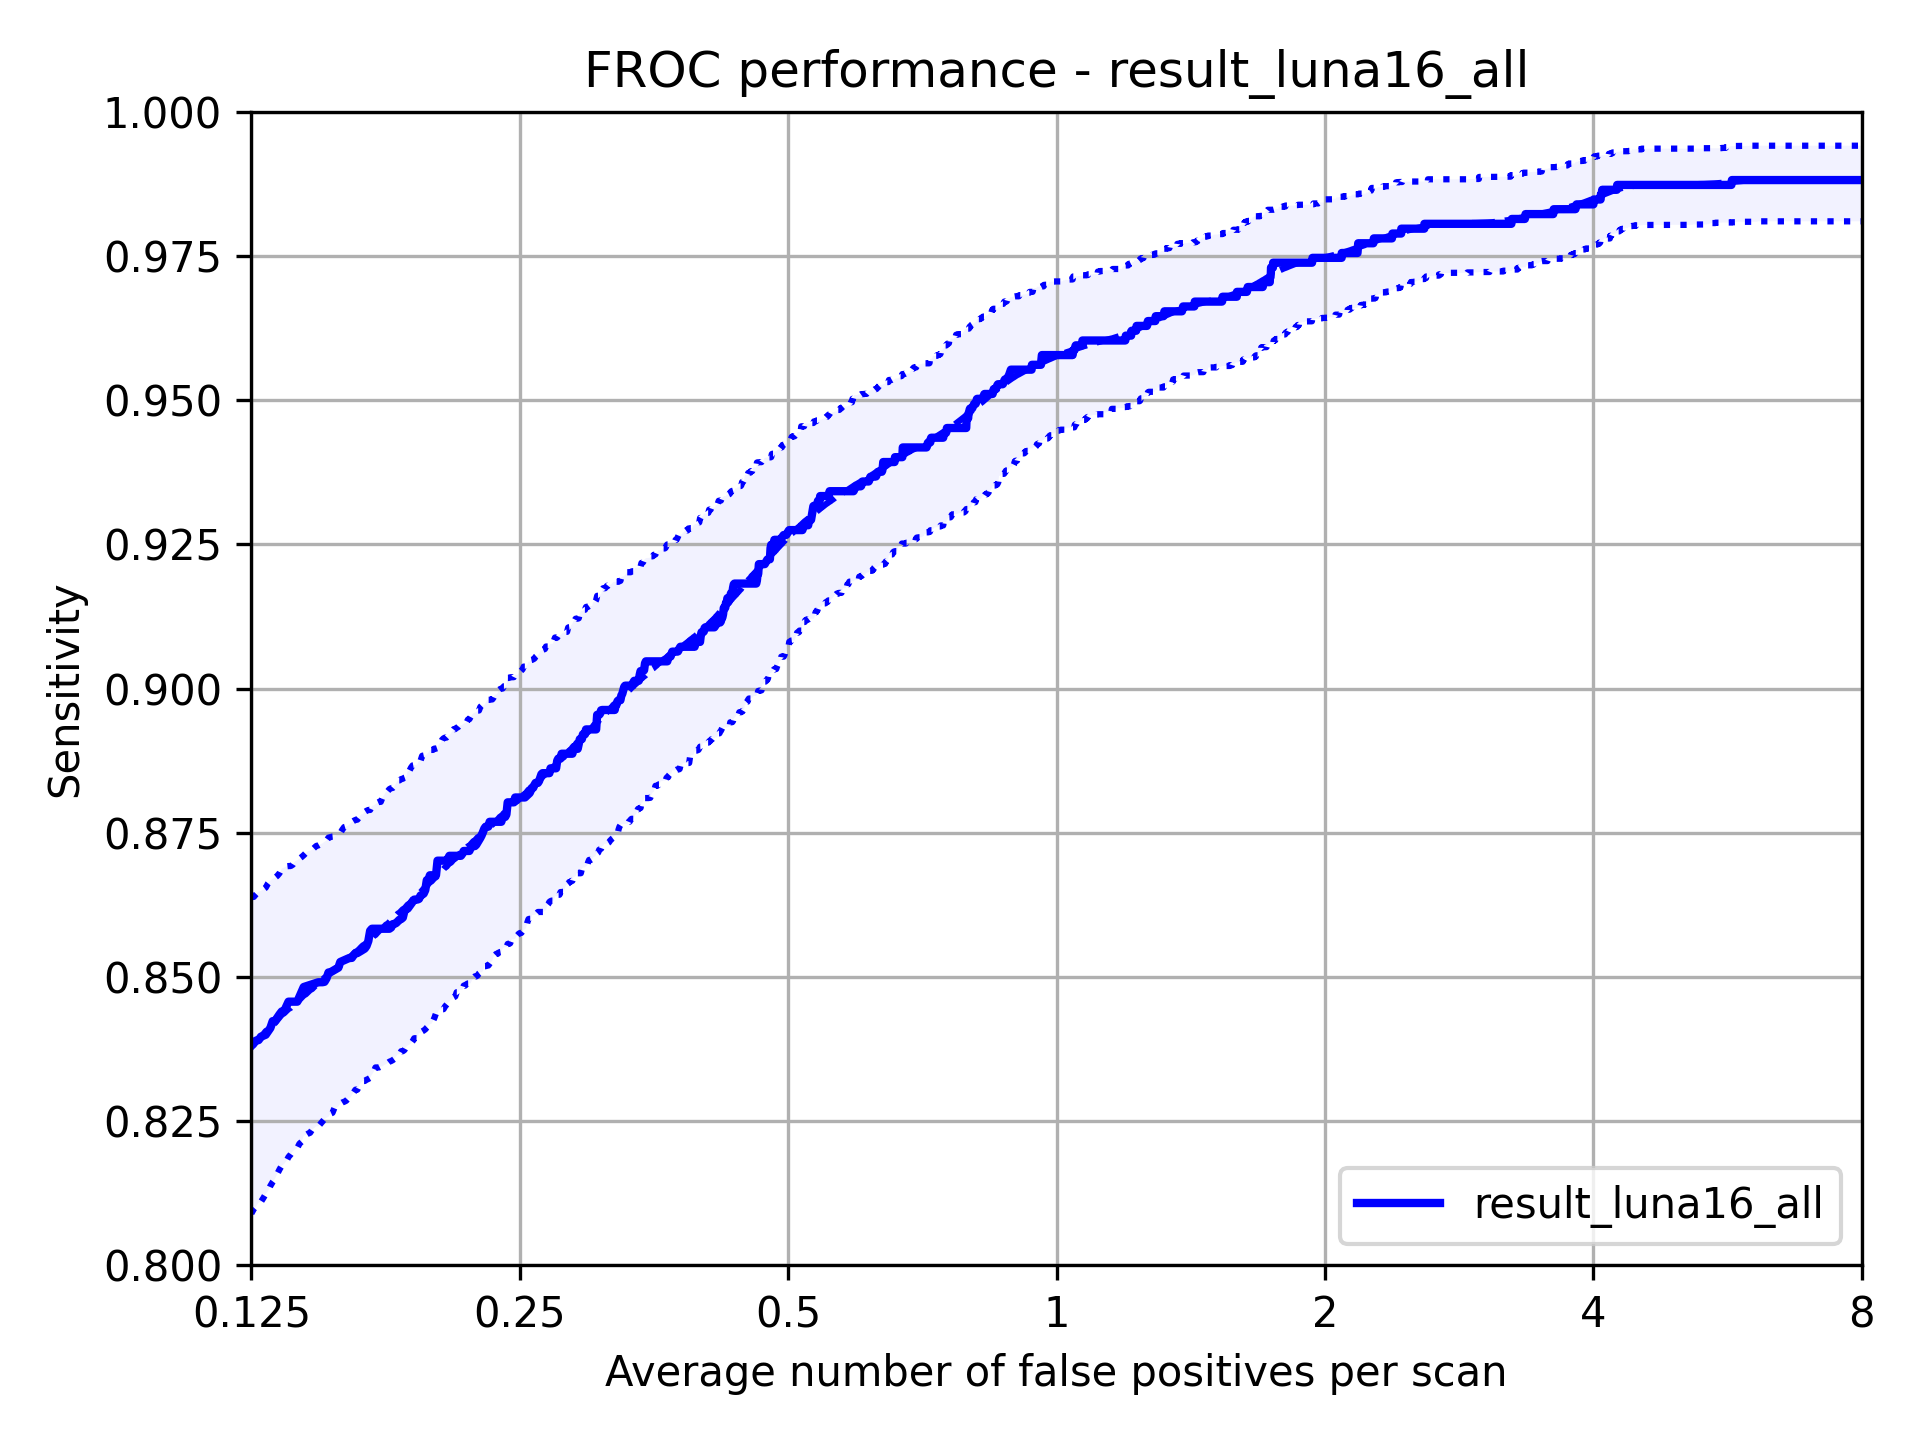 FROC performance - result_luna16_all
1.000
0.975
0.950
0.925
0.900
0.875
0.850
0.825
0.800
Sensitivity
result_luna16_all
0.125 0.25 0.5 1 2 4 8
Average number of false positives per scan